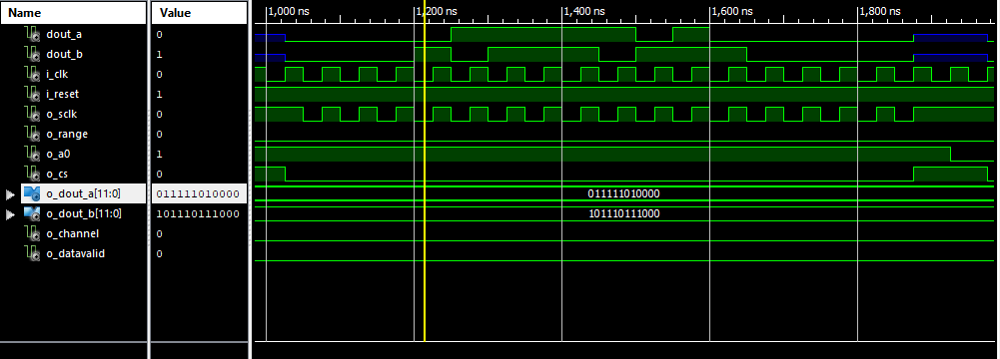 Name Value 1,000 ns 1,200 ns 1,400 ns 1,600 ns 1,800 ns
dout_a 0
dout_b 1
i_clk 0
i_reset 1
o_sclk 0
o_range 0
o_a0 1
o_cs 0
o_dout_a[11:0] 011111010000 011111010000
o_dout_b[11:0] 101110111000 101110111000
o_channel 0
o_datavalid 0